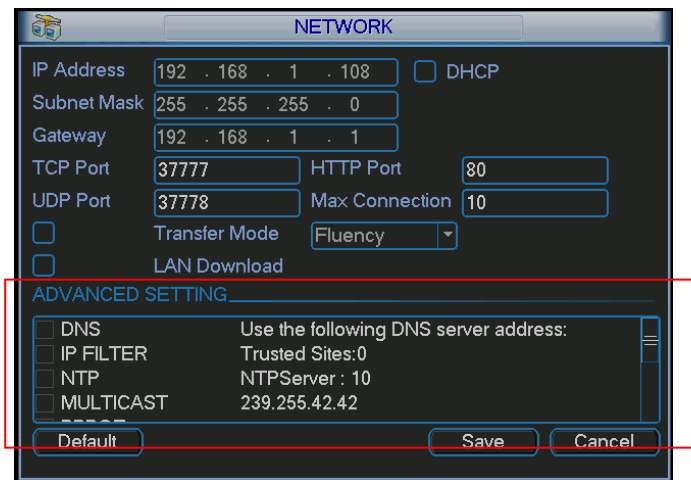 NETWORK
IP Address 192 . 168 . 1 . 108 DHCP
Subnet Mask 255 . 255 . 255 . 0
Gateway 192 . 168 . 1 . 1
TCP Port 37777 HTTP Port 80
UDP Port 37778 Max Connection 10
Transfer Mode Fluency
LAN Download
ADVANCED SETTING
DNS Use the following DNS server address:
IP FILTER Trusted Sites:0
NTP NTPServer : 10
MULTICAST 239.255.42.42
Default Save Cancel